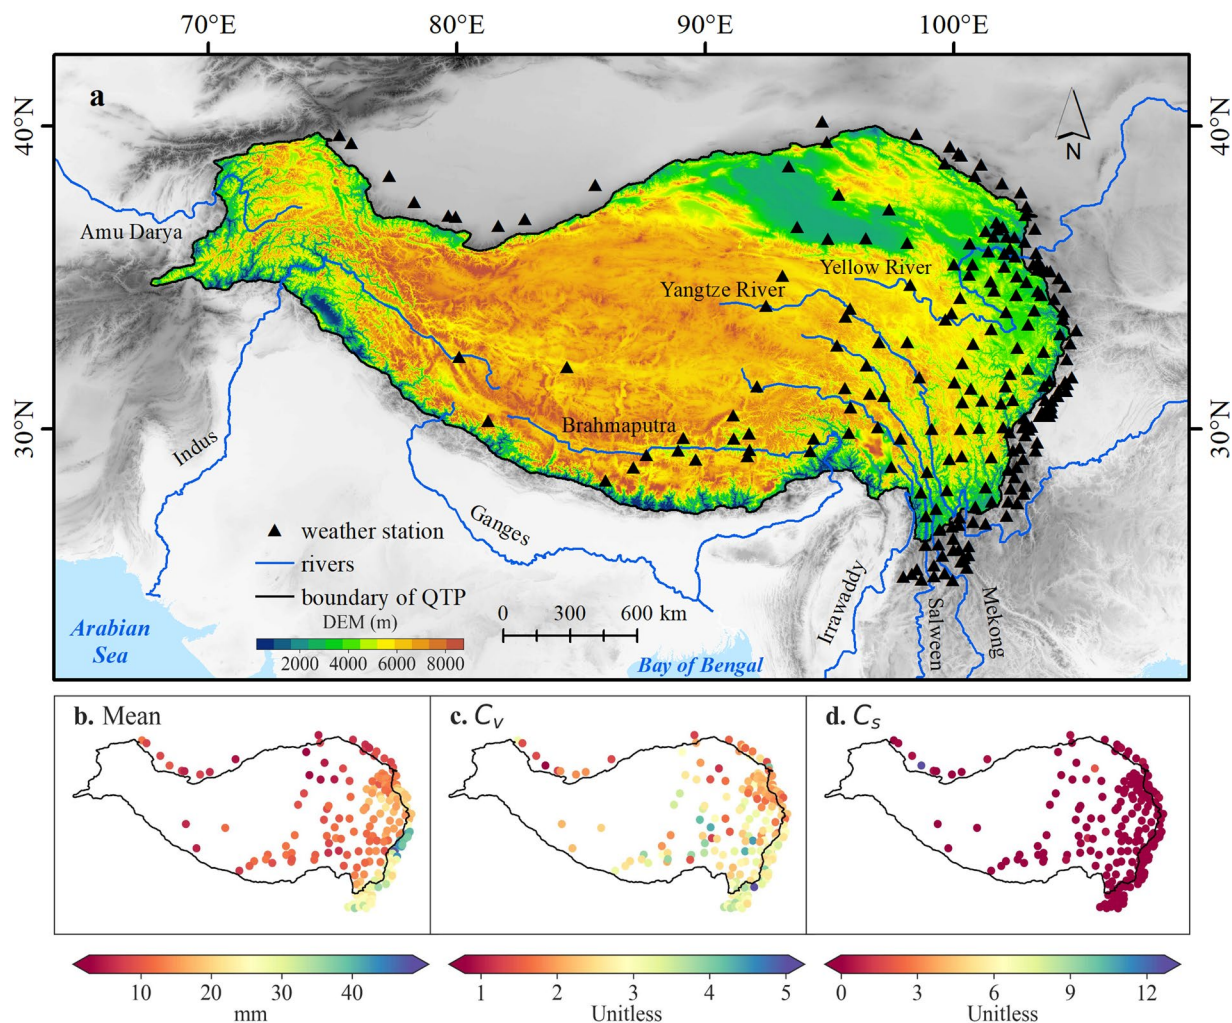 70°E 80°E 90°E 100°E
a
40°N
40°N
N
Amu Darya
Yellow River
Yangtze River
30°N
30°N
Brahmaputra
Indus
Ganges
weather station
rivers
boundary of QTP
0 300 600 km
DEM (m)
2000 4000 6000 8000
Irrawaddy
Salween
Mekong
Arabian
Sea
Bay of Bengal
b. Mean
c. Cv
d. Cs
10 20 30 40
mm
1 2 3 4 5
Unitless
0 3 6 9 12
Unitless